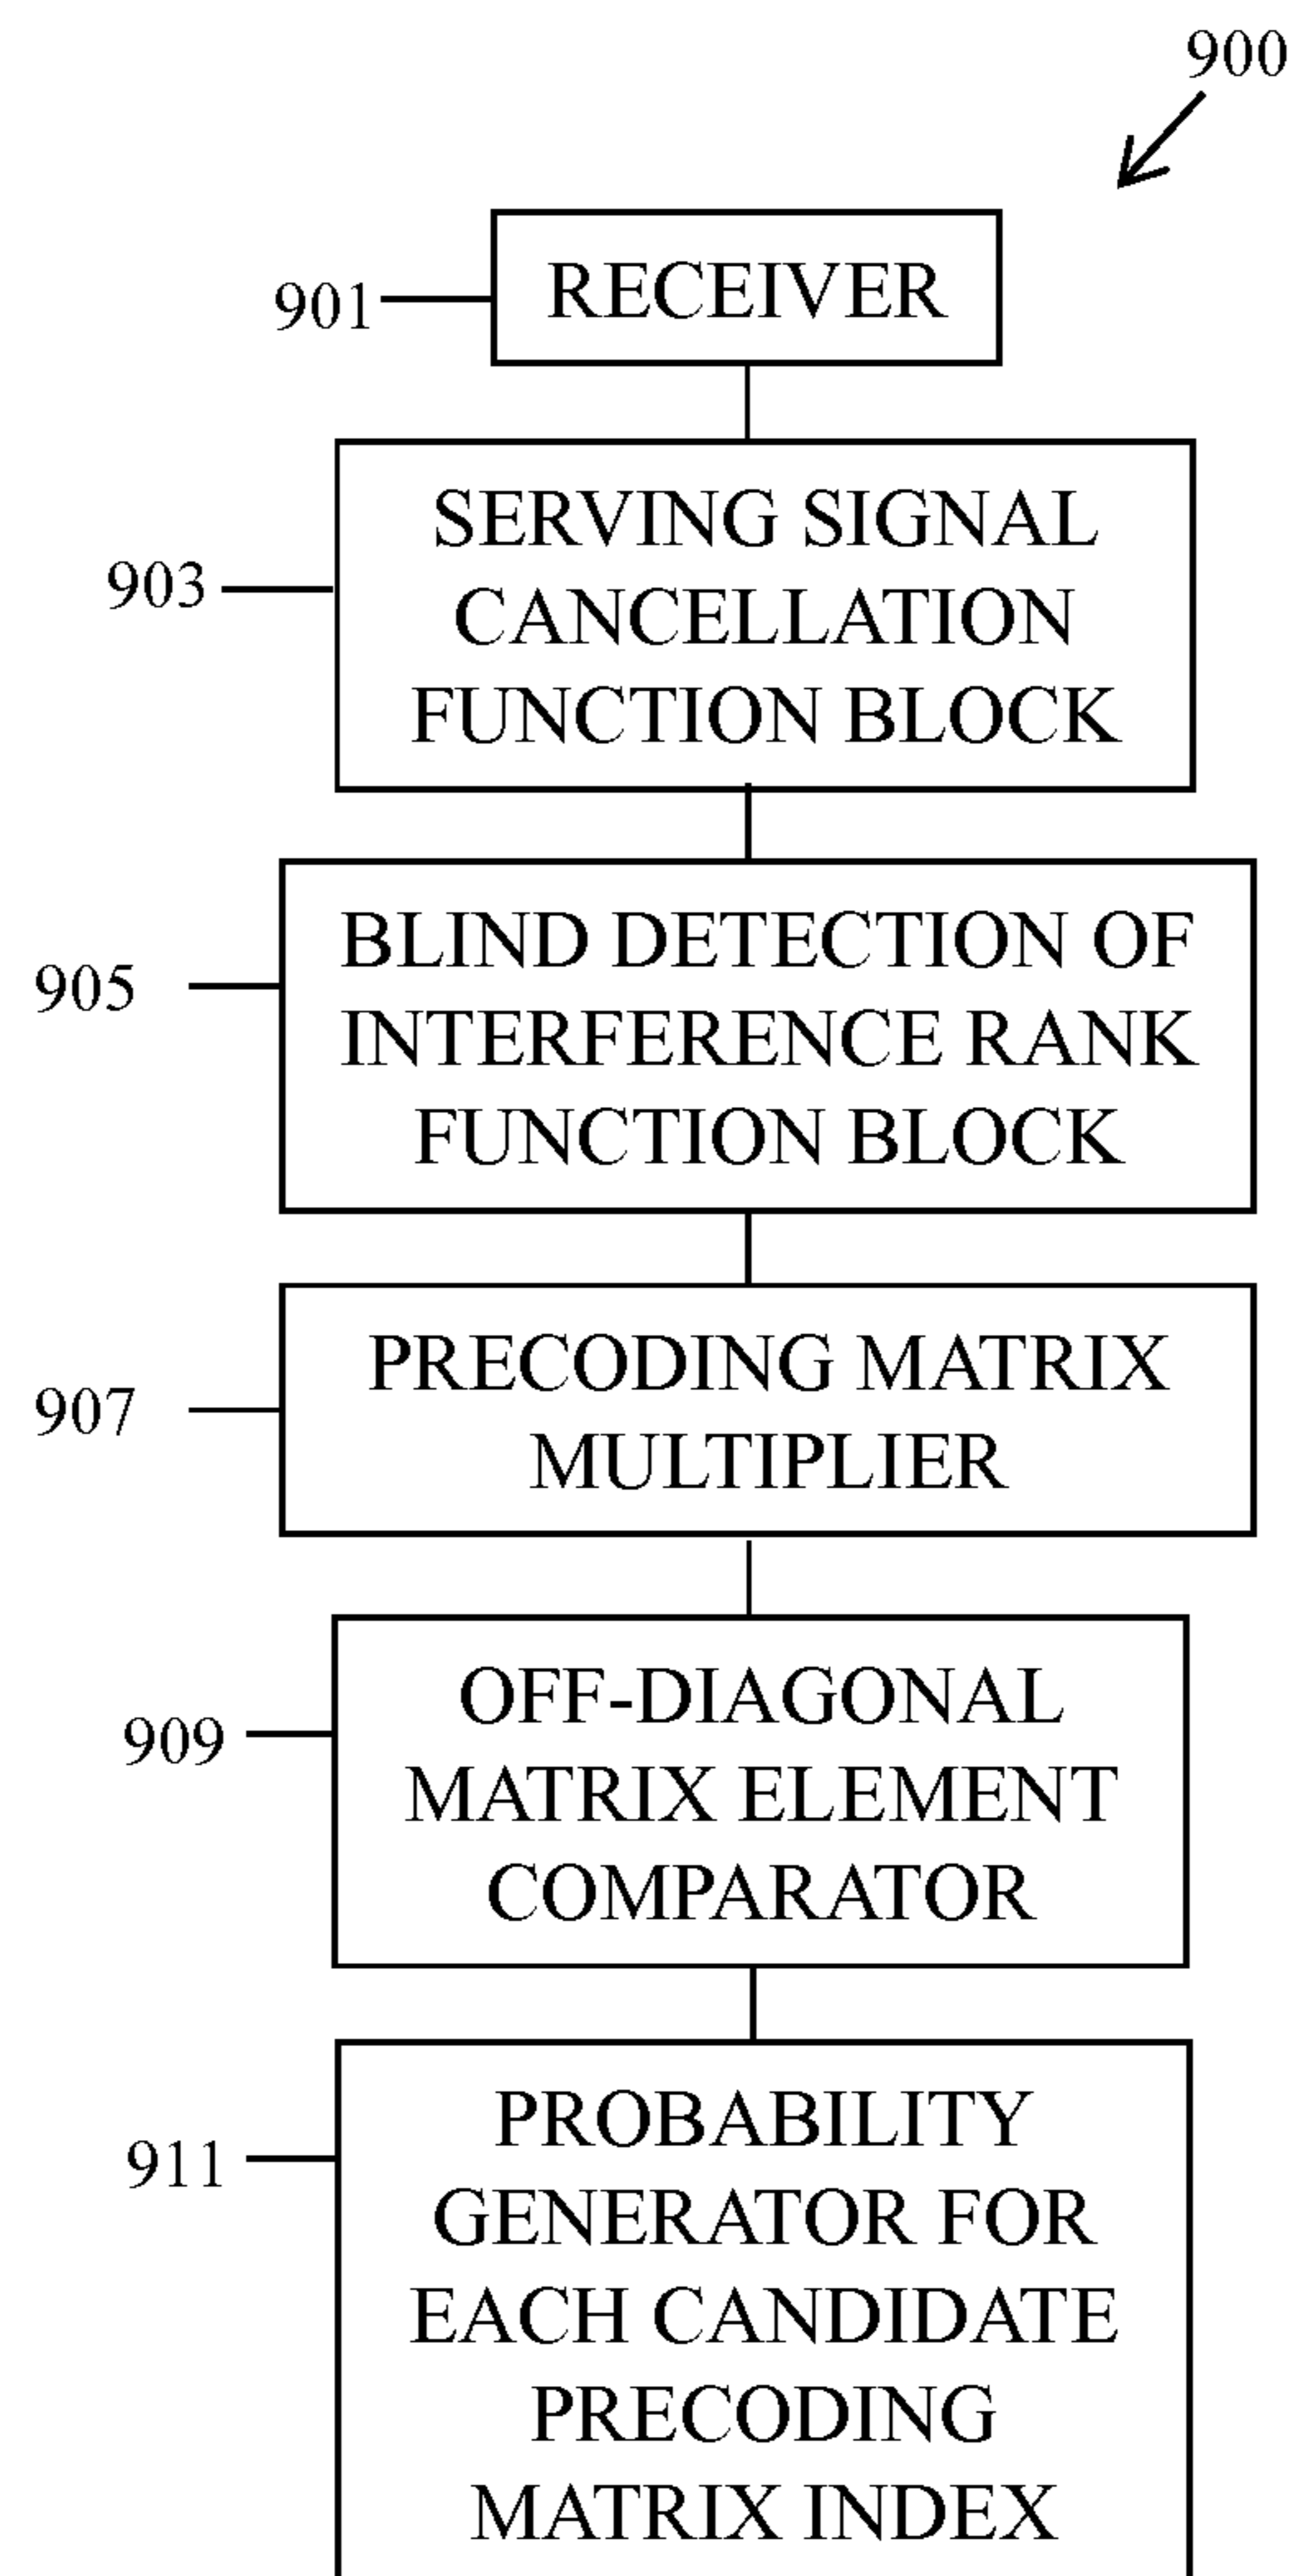 900
RECEIVER
901
SERVING SIGNAL
CANCELLATION
FUNCTION BLOCK
903
BLIND DETECTION OF
INTERFERENCE RANK
FUNCTION BLOCK
905
PRECODING MATRIX
MULTIPLIER
907
OFF-DIAGONAL
MATRIX ELEMENT
COMPARATOR
909
PROBABILITY
GENERATOR FOR
EACH CANDIDATE
PRECODING
MATRIX INDEX
911